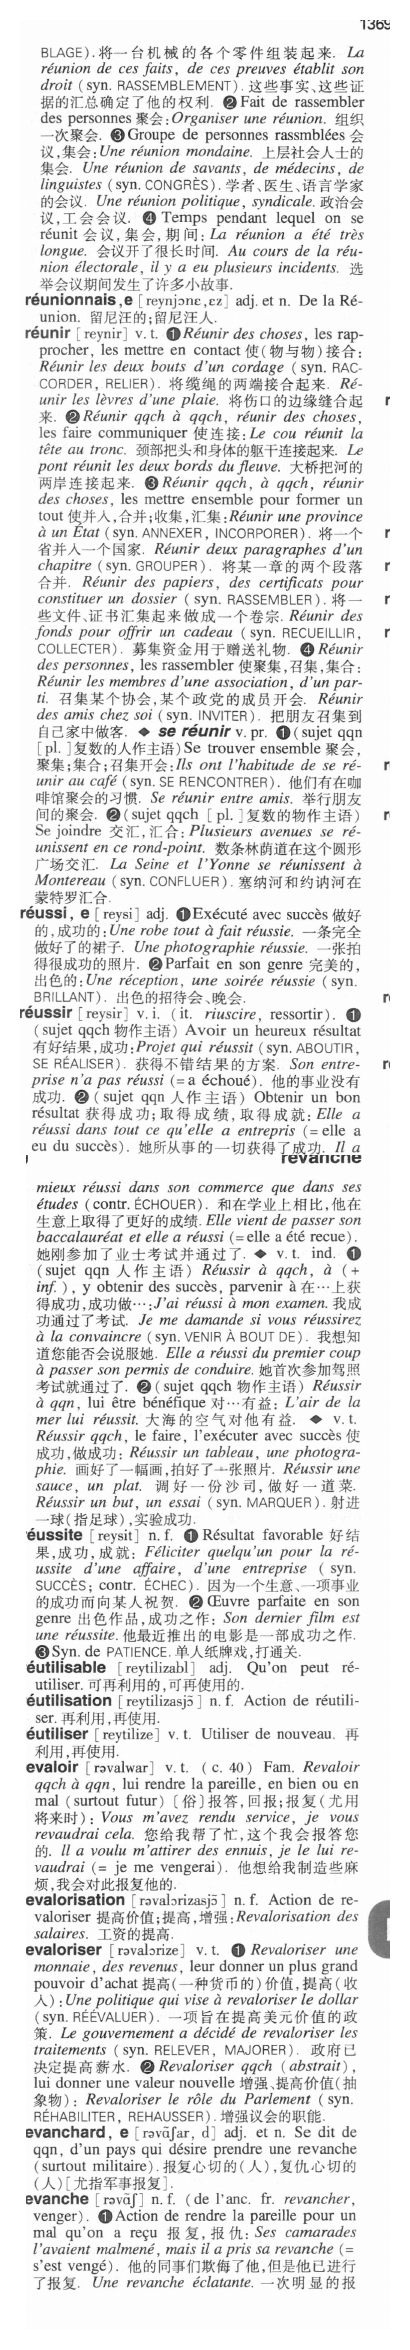 1369
BLAGE). 将一台机械的各个零件组装起来. La
réunion de ces faits, de ces preuves établit son
droit (syn. RASSEMBLEMENT). 这些事实、这些证
据的汇总确定了他的权利. ❷ Fait de rassembler
des personnes 聚会: Organiser une réunion. 组织
一次聚会. ❸ Groupe de personnes rassmblées 会
议,集会: Une réunion mondaine. 上层社会人士的
集会. Une réunion de savants, de médecins, de
linguistes (syn. CONGRÈS). 学者、医生、语言学家
的会议. Une réunion politique, syndicale. 政治会
议,工会会议. ❹ Temps pendant lequel on se
réunit 会议,集会,期间: La réunion a été très
longue. 会议开了很长时间. Au cours de la réu-
nion électorale, il y a eu plusieurs incidents. 选
举会议期间发生了许多小故事.
réunionnais, e [reynjɔnɛ, ɛz] adj. et n. De la Ré-
union. 留尼汪的;留尼汪人.
réunir [reynir] v. t. ❶ Réunir des choses, les rap-
procher, les mettre en contact 使(物与物)接合:
Réunir les deux bouts d'un cordage (syn. RAC-
CORDER, RELIER). 将缆绳的两端接合起来. Ré-
unir les lèvres d'une plaie. 将伤口的边缘缝合起
来. ❷ Réunir qqch à qqch, réunir des choses,
les faire communiquer 使连接: Le cou réunit la
tête au tronc. 颈部把头和身体的躯干连接起来. Le
pont réunit les deux bords du fleuve. 大桥把河的
两岸连接起来. ❸ Réunir qqch, à qqch, réunir
des choses, les mettre ensemble pour former un
tout 使并入,合并;收集,汇集: Réunir une province
à un État (syn. ANNEXER, INCORPORER). 将一个
省并入一个国家. Réunir deux paragraphes d'un
chapitre (syn. GROUPER). 将某一章的两个段落
合并. Réunir des papiers, des certificats pour
constituer un dossier (syn. RASSEMBLER). 将一
些文件、证书汇集起来做成一个卷宗. Réunir des
fonds pour offrir un cadeau (syn. RECUEILLIR,
COLLECTER). 募集资金用于赠送礼物. ❹ Réunir
des personnes, les rassembler 使聚集,召集,集合:
Réunir les membres d'une association, d'un par-
ti. 召集某个协会,某个政党的成员开会. Réunir
des amis chez soi (syn. INVITER). 把朋友召集到
自己家中做客. ◆ se réunir v. pr. ❶ (sujet qqn
[pl.]复数的人作主语) Se trouver ensemble 聚会,
聚集;集合;召集开会: Ils ont l'habitude de se ré-
unir au café (syn. SE RENCONTRER). 他们有在咖
啡馆聚会的习惯. Se réunir entre amis. 举行朋友
间的聚会. ❷ (sujet qqch [pl.]复数的物作主语)
Se joindre 交汇,汇合: Plusieurs avenues se ré-
unissent en ce rond-point. 数条林荫道在这个圆形
广场交汇. La Seine et l'Yonne se réunissent à
Montereau (syn. CONFLUER). 塞纳河和约讷河在
蒙特罗汇合.
réussi, e [reysi] adj. ❶ Exécuté avec succès 做好
的,成功的: Une robe tout à fait réussie. 一条完全
做好了的裙子. Une photographie réussie. 一张拍
得很成功的照片. ❷ Parfait en son genre 完美的,
出色的: Une réception, une soirée réussie (syn.
BRILLANT). 出色的招待会、晚会.
réussir [reysir] v. i. (it. riuscire, ressortir). ❶
(sujet qqch 物作主语) Avoir un heureux résultat
有好结果,成功: Projet qui réussit (syn. ABOUTIR,
SE RÉALISER). 获得不错结果的方案. Son entre-
prise n'a pas réussi (= a échoué). 他的事业没有
成功. ❷ (sujet qqn 人作主语) Obtenir un bon
résultat 获得成功;取得成绩,取得成就: Elle a
réussi dans tout ce qu'elle a entrepris (= elle a
eu du succès). 她所从事的一切获得了成功. Il a
revanche
mieux réussi dans son commerce que dans ses
études (contr. ÉCHOUER). 和在学业上相比,他在
生意上取得了更好的成绩. Elle vient de passer son
baccalauréat et elle a réussi (= elle a été recue).
她刚参加了业士考试并通过了. ◆ v. t. ind. ❶
(sujet qqn 人作主语) Réussir à qqch, à (+
inf.), y obtenir des succès, parvenir à 在…上获
得成功,成功做…: J'ai réussi à mon examen. 我成
功通过了考试. Je me damande si vous réussirez
à la convaincre (syn. VENIR À BOUT DE). 我想知
道您能否会说服她. Elle a réussi du premier coup
à passer son permis de conduire. 她首次参加驾照
考试就通过了. ❷ (sujet qqch 物作主语) Réussir
à qqn, lui être bénéfique 对…有益: L'air de la
mer lui réussit. 大海的空气对他有益. ◆ v. t.
Réussir qqch, le faire, l'exécuter avec succès 使
成功,做成功: Réussir un tableau, une photogra-
phie. 画好了一幅画,拍好了一张照片. Réussir une
sauce, un plat. 调好一份沙司,做好一道菜.
Réussir un but, un essai (syn. MARQUER). 射进
一球(指足球),实验成功.
éussite [reysit] n. f. ❶ Résultat favorable 好结
果,成功,成就: Féliciter quelqu'un pour la ré-
ussite d'une affaire, d'une entreprise (syn.
SUCCÈS; contr. ÉCHEC). 因为一个生意、一项事业
的成功而向某人祝贺. ❷ Œuvre parfaite en son
genre 出色作品,成功之作: Son dernier film est
une réussite. 他最近推出的电影是一部成功之作.
❸ Syn. de PATIENCE. 单人纸牌戏,打通关.
éutilisable [reytilizabl] adj. Qu'on peut ré-
utiliser. 可再利用的,可再使用的.
éutilisation [reytilizasjɔ̃] n. f. Action de réutili-
ser. 再利用,再使用.
éutiliser [reytilize] v. t. Utiliser de nouveau. 再
利用,再使用.
evaloir [rəvalwar] v. t. (c. 40) Fam. Revaloir
qqch à qqn, lui rendre la pareille, en bien ou en
mal (surtout futur) 〔俗〕报答,回报;报复(尤用
将来时): Vous m'avez rendu service, je vous
revaudrai cela. 您给我帮了忙,这个我会报答您
的. Il a voulu m'attirer des ennuis, je le lui re-
vaudrai (= je me vengerai). 他想给我制造些麻
烦,我会对此报复他的.
evalorisation [rəvalɔrizasjɔ̃] n. f. Action de re-
valoriser 提高价值;提高,增强: Revalorisation des
salaires. 工资的提高.
evaloriser [rəvalɔrize] v. t. ❶ Revaloriser une
monnaie, des revenus, leur donner un plus grand
pouvoir d'achat 提高(一种货币的)价值,提高(收
入): Une politique qui vise à revaloriser le dollar
(syn. RÉÉVALUER). 一项旨在提高美元价值的政
策. Le gouvernement a décidé de revaloriser les
traitements (syn. RELEVER, MAJORER). 政府已
决定提高薪水. ❷ Revaloriser qqch (abstrait),
lui donner une valeur nouvelle 增强、提高价值(抽
象物): Revaloriser le rôle du Parlement (syn.
RÉHABILITER, REHAUSSER). 增强议会的职能.
evanchard, e [rəvɑ̃ʃar, d] adj. et n. Se dit de
qqn, d'un pays qui désire prendre une revanche
(surtout militaire). 报复心切的(人),复仇心切的
(人)[尤指军事报复].
evanche [rəvɑ̃ʃ] n. f. (de l'anc. fr. revancher,
venger). ❶ Action de rendre la pareille pour un
mal qu'on a reçu 报复,报仇: Ses camarades
l'avaient malmené, mais il a pris sa revanche (=
s'est vengé). 他的同事们欺侮了他,但是他已进行
了报复. Une revanche éclatante. 一次明显的报